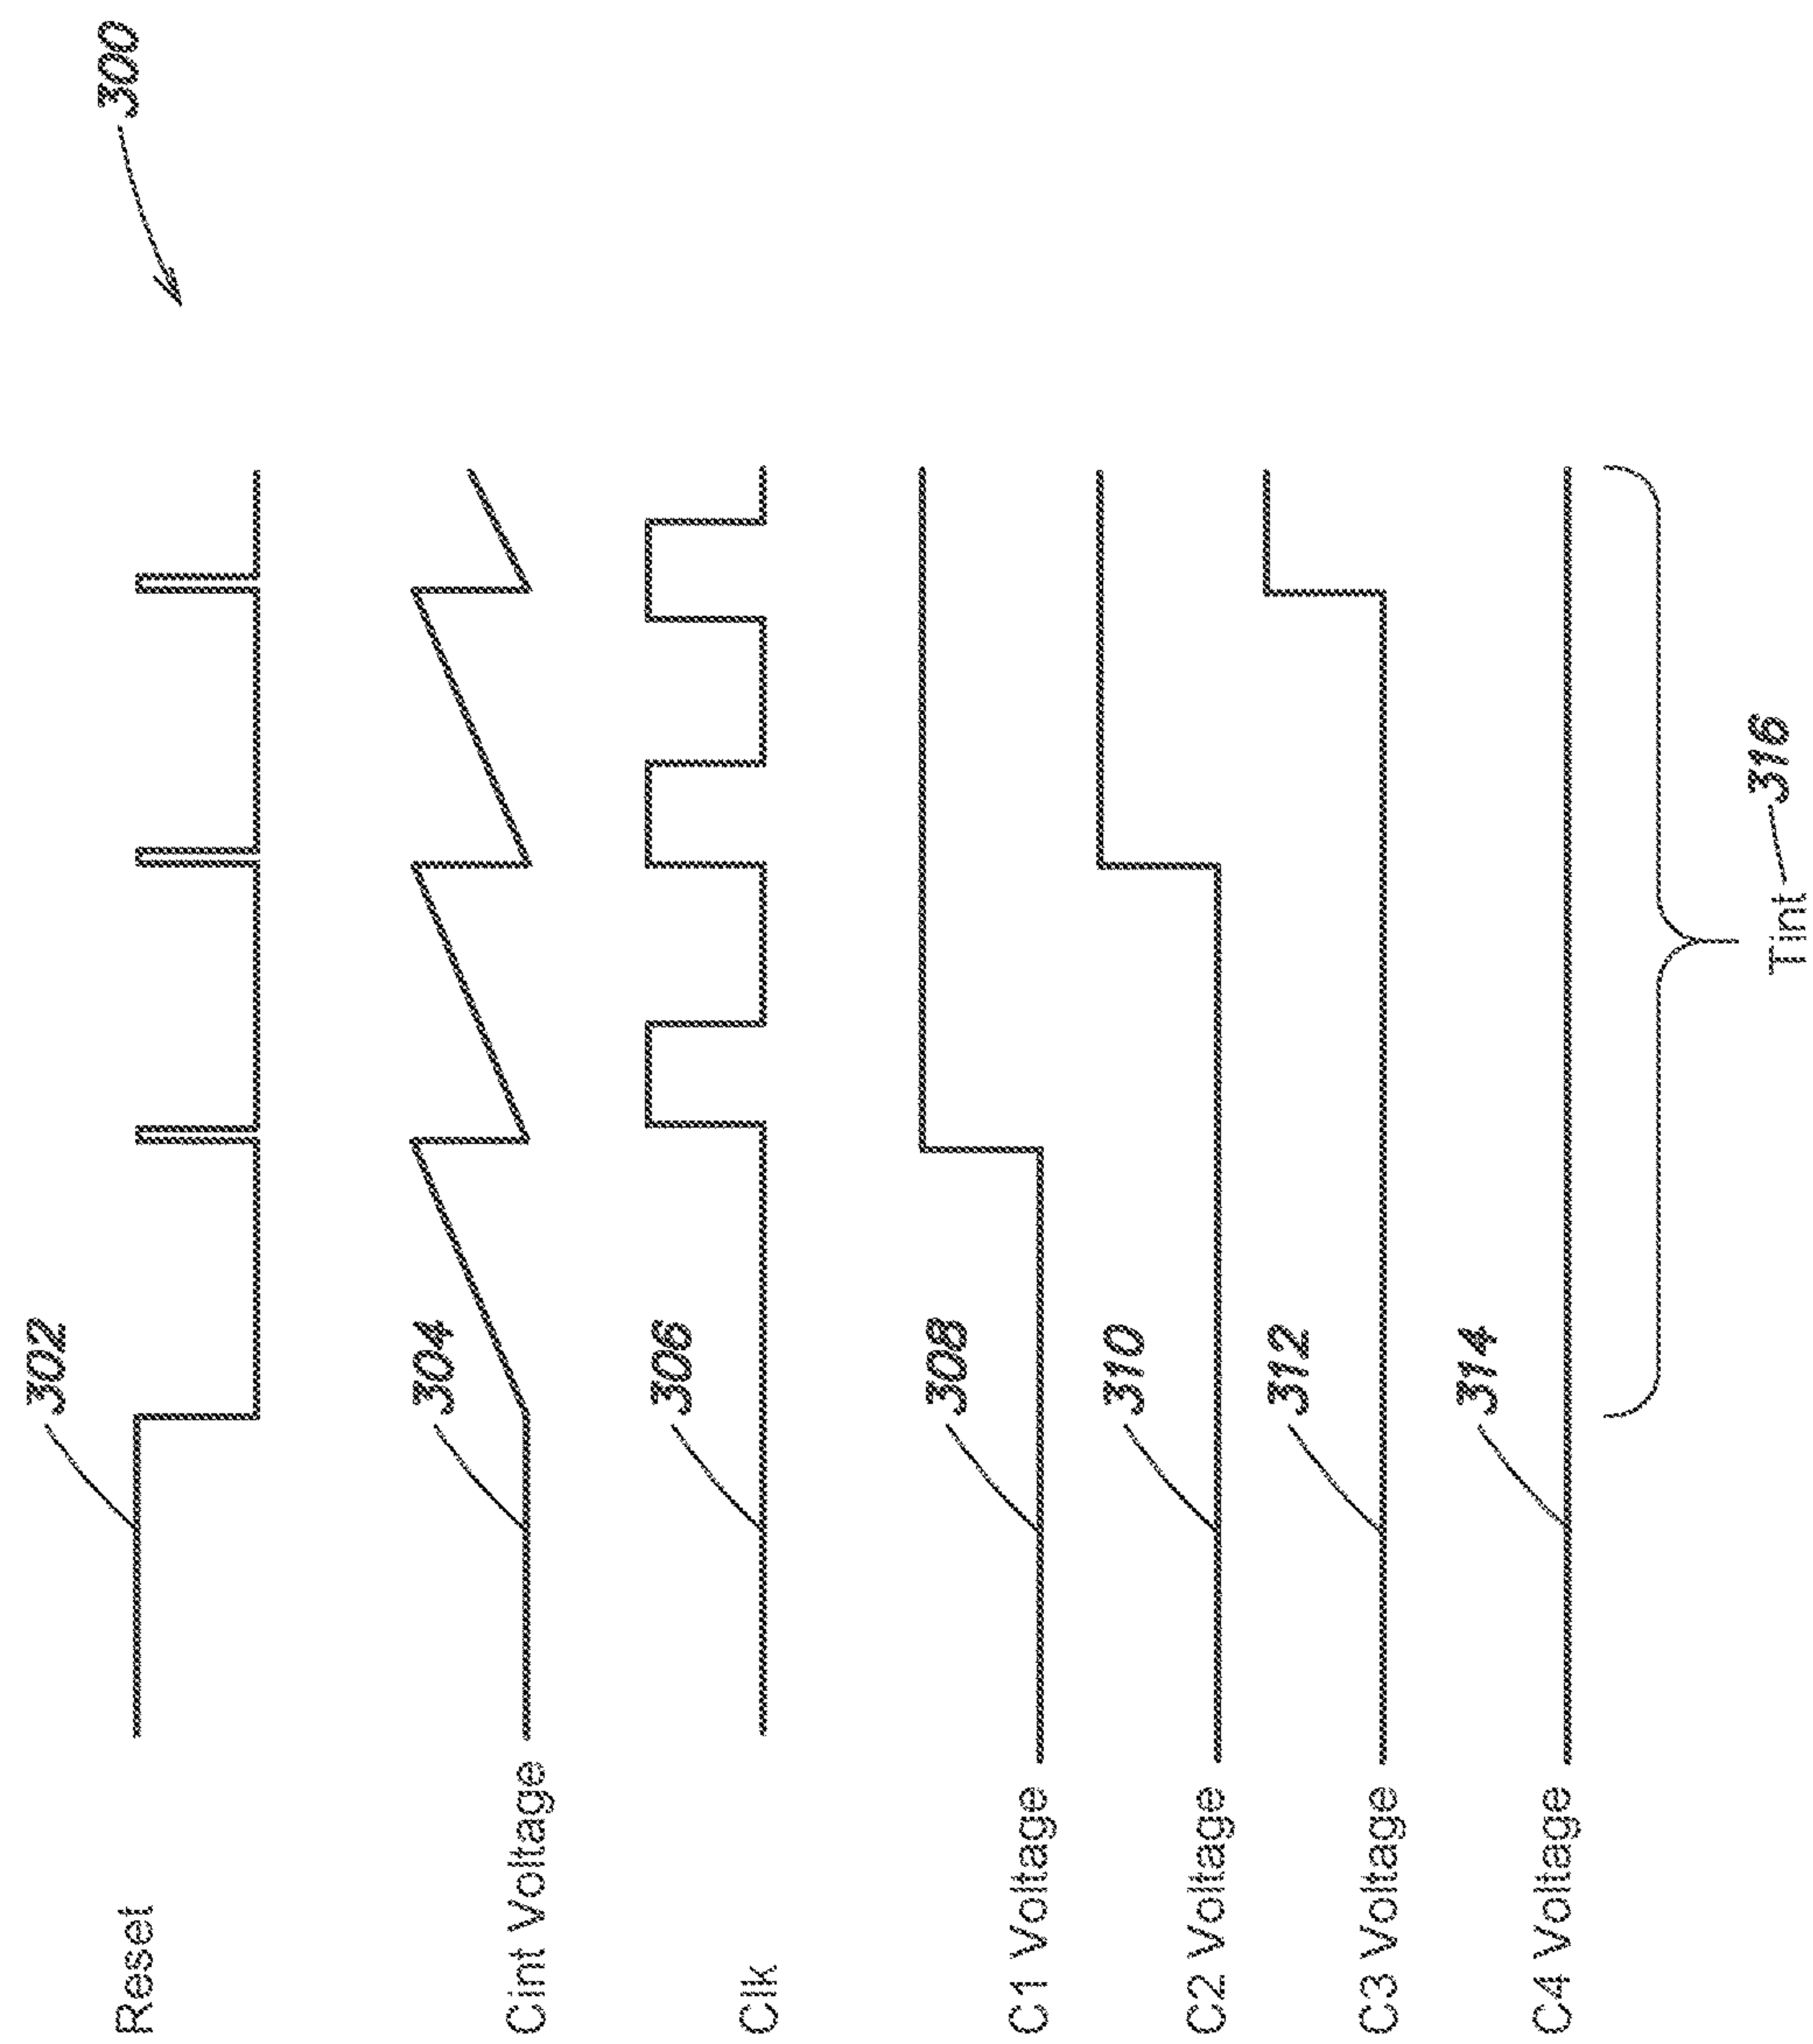 300
Reset
302
Cint Voltage
304
Clk
306
C1 Voltage
308
C2 Voltage
310
C3 Voltage
312
C4 Voltage
314
Tint 316